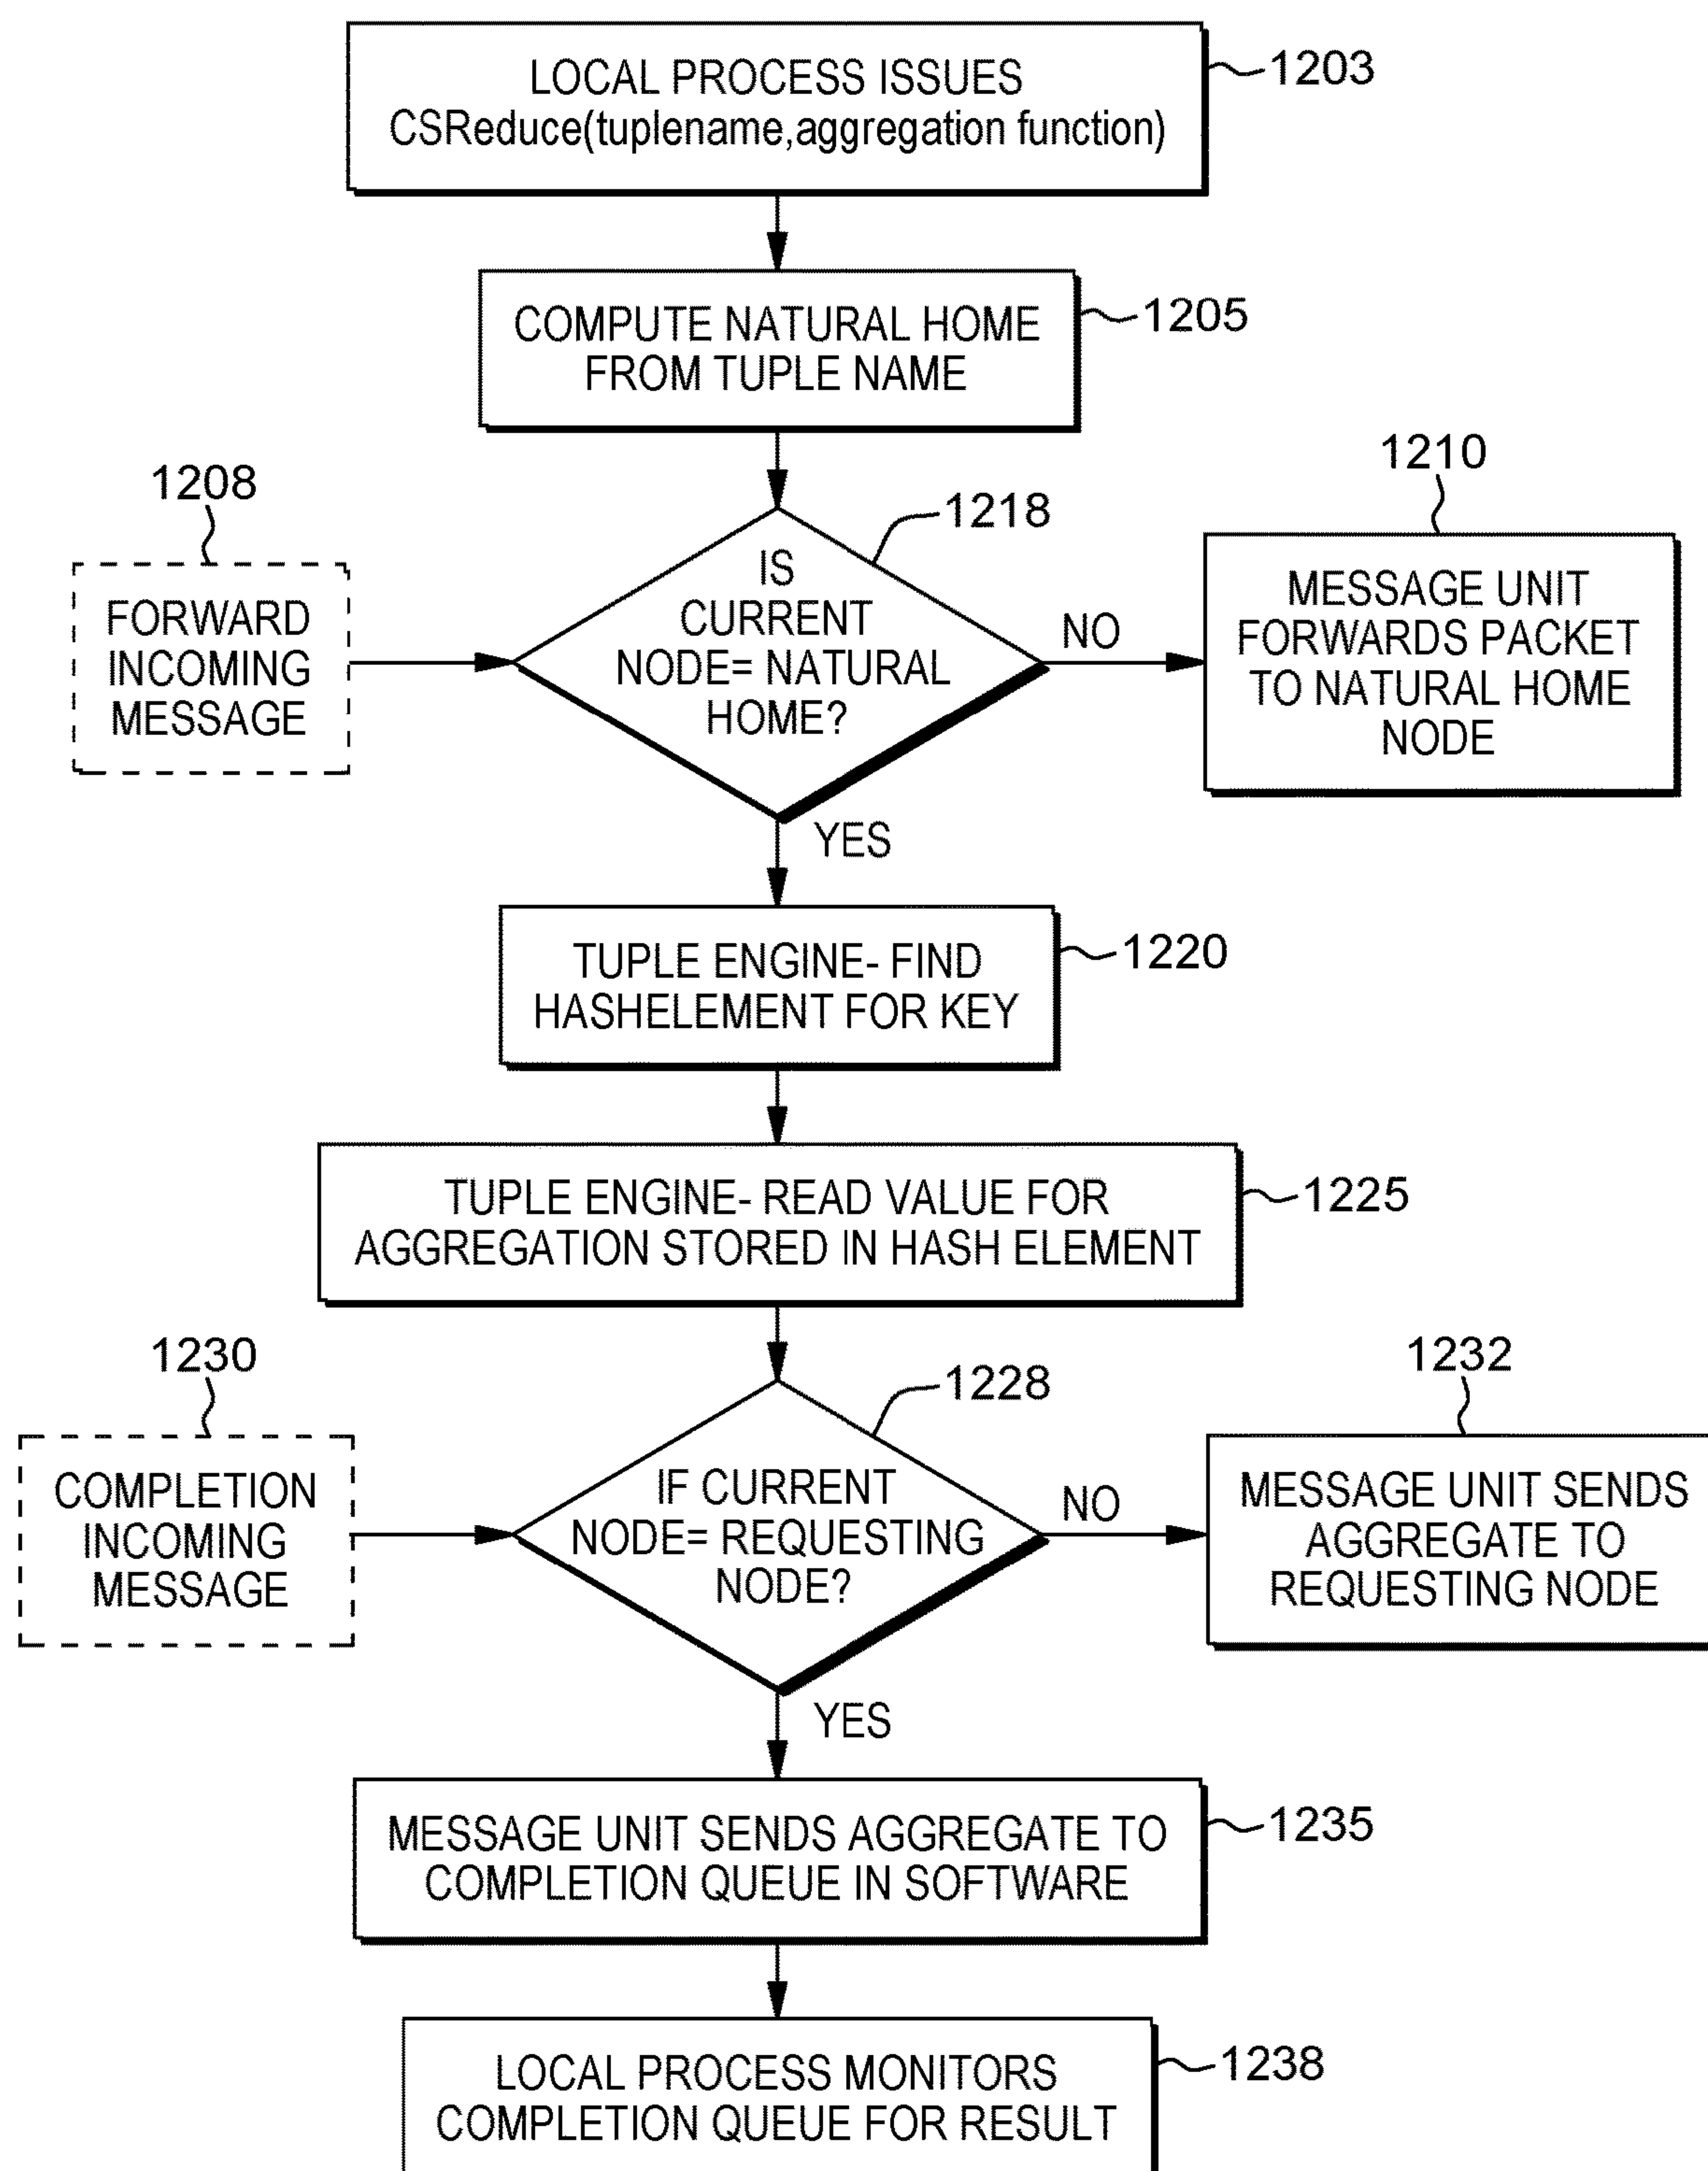 LOCAL PROCESS ISSUES
CSReduce(tuplename,aggregation function)
1203
COMPUTE NATURAL HOME
FROM TUPLE NAME
1205
1208
FORWARD
INCOMING
MESSAGE
1218
IS
CURRENT
NODE= NATURAL
HOME?
NO
1210
MESSAGE UNIT
FORWARDS PACKET
TO NATURAL HOME
NODE
YES
TUPLE ENGINE- FIND
HASHELEMENT FOR KEY
1220
TUPLE ENGINE- READ VALUE FOR
AGGREGATION STORED IN HASH ELEMENT
1225
1230
COMPLETION
INCOMING
MESSAGE
1228
IF CURRENT
NODE= REQUESTING
NODE?
NO
1232
MESSAGE UNIT SENDS
AGGREGATE TO
REQUESTING NODE
YES
MESSAGE UNIT SENDS AGGREGATE TO
COMPLETION QUEUE IN SOFTWARE
1235
LOCAL PROCESS MONITORS
COMPLETION QUEUE FOR RESULT
1238